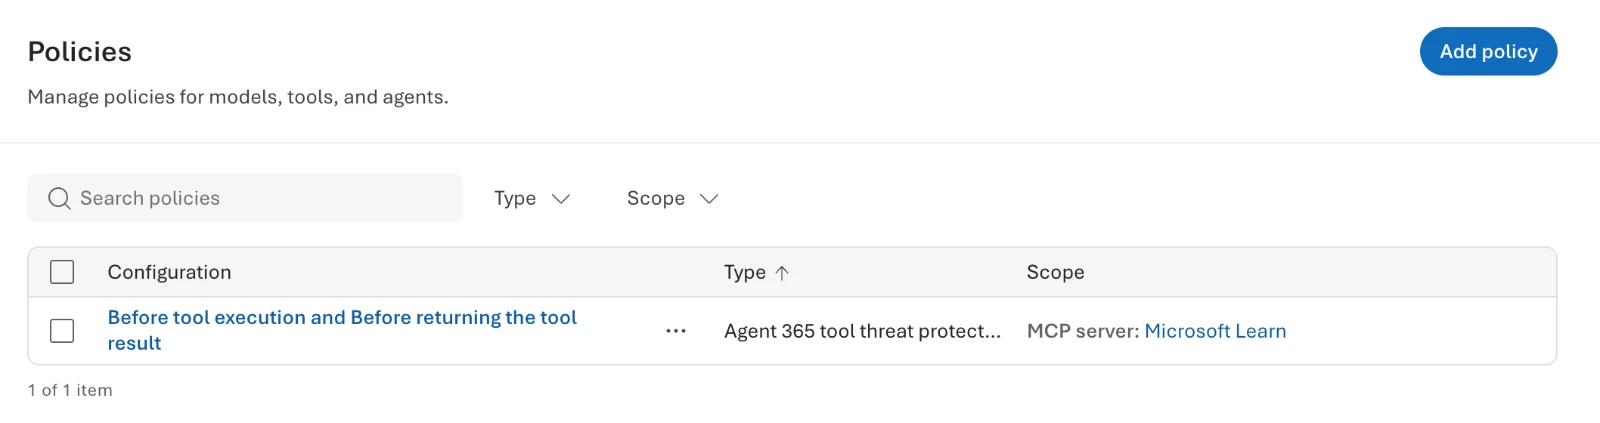 Policies
Add policy
Manage policies for models, tools, and agents.
Search policies
Type
Scope
Configuration
Type
Scope
Before tool execution and Before returning the tool
result
Agent 365 tool threat protect...
MCP server: Microsoft Learn
1 of 1 item